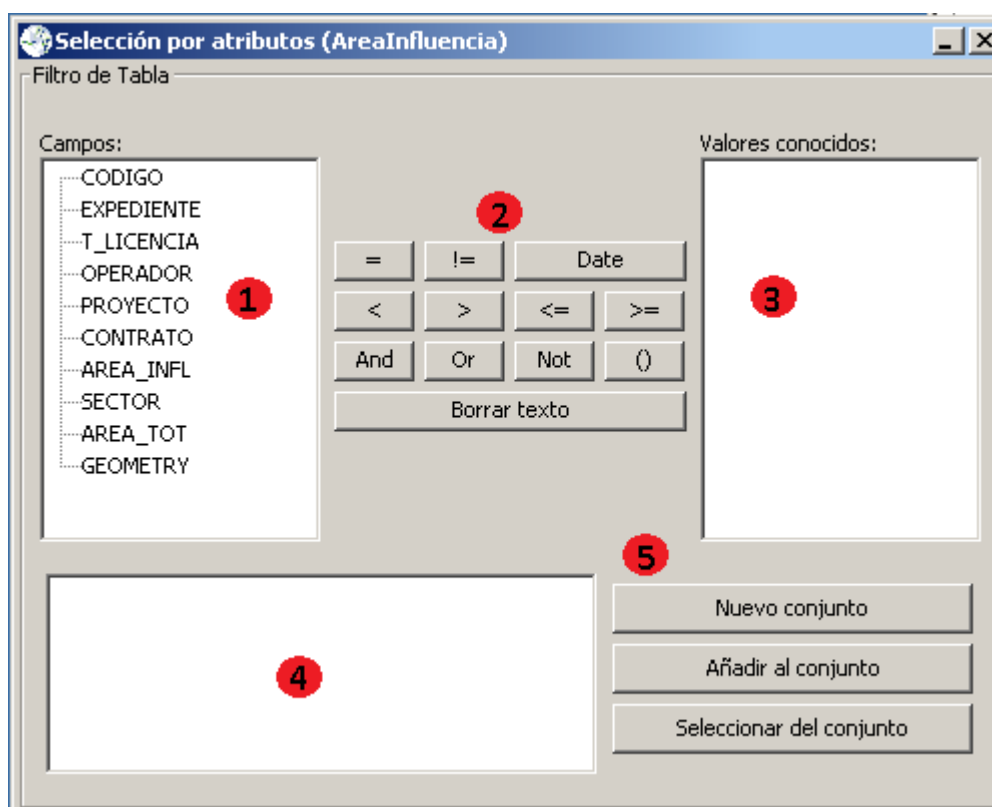 Selección por atributos (AreaInfluencia)
Filtro de Tabla
Campos:
Valores conocidos:
CODIGO
EXPEDIENTE
T_LICENCIA
OPERADOR
PROYECTO
CONTRATO
AREA_INFL
SECTOR
AREA_TOT
GEOMETRY
1
2
= != Date
< > <= >=
And Or Not ()
Borrar texto
3
4
5
Nuevo conjunto
Añadir al conjunto
Seleccionar del conjunto